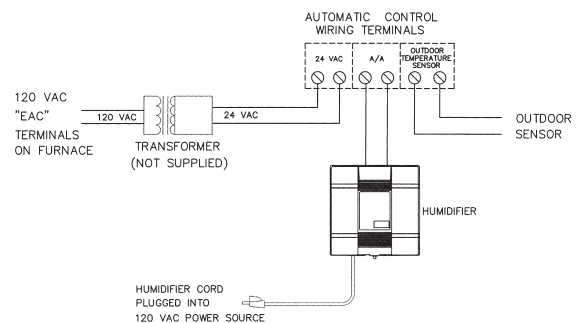 AUTOMATIC CONTROL
WIRING TERMINALS
24 VAC
A/A
OUTDOOR
TEMPERATURE
SENSOR
120 VAC
"EAC"
TERMINALS
ON FURNACE
120 VAC
24 VAC
TRANSFORMER
(NOT SUPPLIED)
OUTDOOR
SENSOR
HUMIDIFIER
HUMIDIFIER CORD
PLUGGED INTO
120 VAC POWER SOURCE